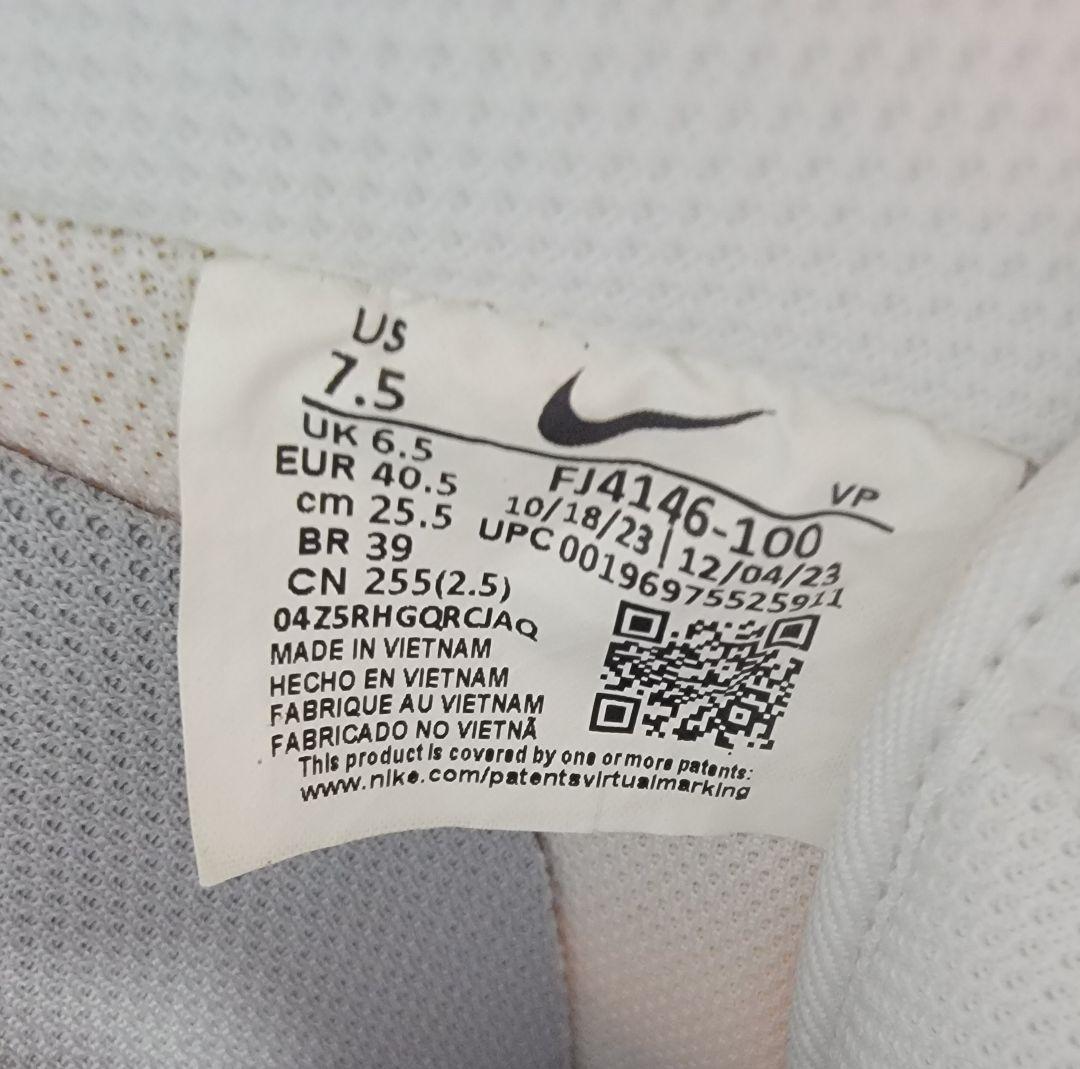 US
7.5
UK 6.5
EUR 40.5
cm 25.5
BR 39
CN 255(2.5)
VP
FJ4146-100
10/18/23 | 12/04/23
UPC 00196975525911
04Z5RHGQRCJAQ
MADE IN VIETNAM
HECHO EN VIETNAM
FABRIQUE AU VIETNAM
FABRICADO NO VIETNÃ
This product is covered by one or more patents:
www.nike.com/patentsvirtualmarking